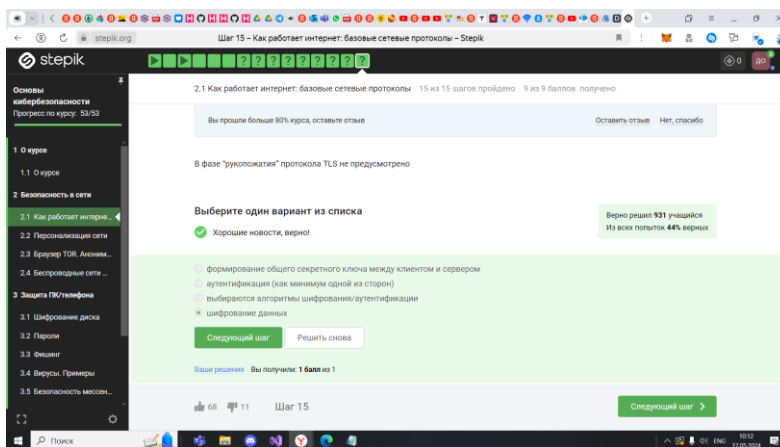 stepik.org
Шаг 15 – Как работает интернет: базовые сетевые протоколы – Stepik
stepik
0
ДО
Основы
кибербезопасности
Прогресс по курсу: 53/53
2.1 Как работает интернет: базовые сетевые протоколы 15 из 15 шагов пройдено 9 из 9 баллов получено
Вы прошли больше 80% курса, оставьте отзыв
Оставить отзыв Нет, спасибо
1 О курсе
1.1 О курсе
2 Безопасность в сети
2.1 Как работает интерне...
2.2 Персонализация сети
2.3 Браузер TOR. Аноним...
2.4 Беспроводные сети ...
3 Защита ПК/телефона
3.1 Шифрование диска
3.2 Пароли
3.3 Фишинг
3.4 Вирусы. Примеры
3.5 Безопасность мессен...
В фазе "рукопожатия" протокола TLS не предусмотрено
Выберите один вариант из списка
Хорошие новости, верно!
Верно решил 931 учащийся
Из всех попыток 44% верных
формирование общего секретного ключа между клиентом и сервером
аутентификация (как минимум одной из сторон)
выбираются алгоритмы шифрования/аутентификации
шифрование данных
Следующий шаг
Решить снова
Ваши решения Вы получили: 1 балл из 1
68
11
Шаг 15
Следующий шаг
Поиск
ENG
10:12
17.05.2024